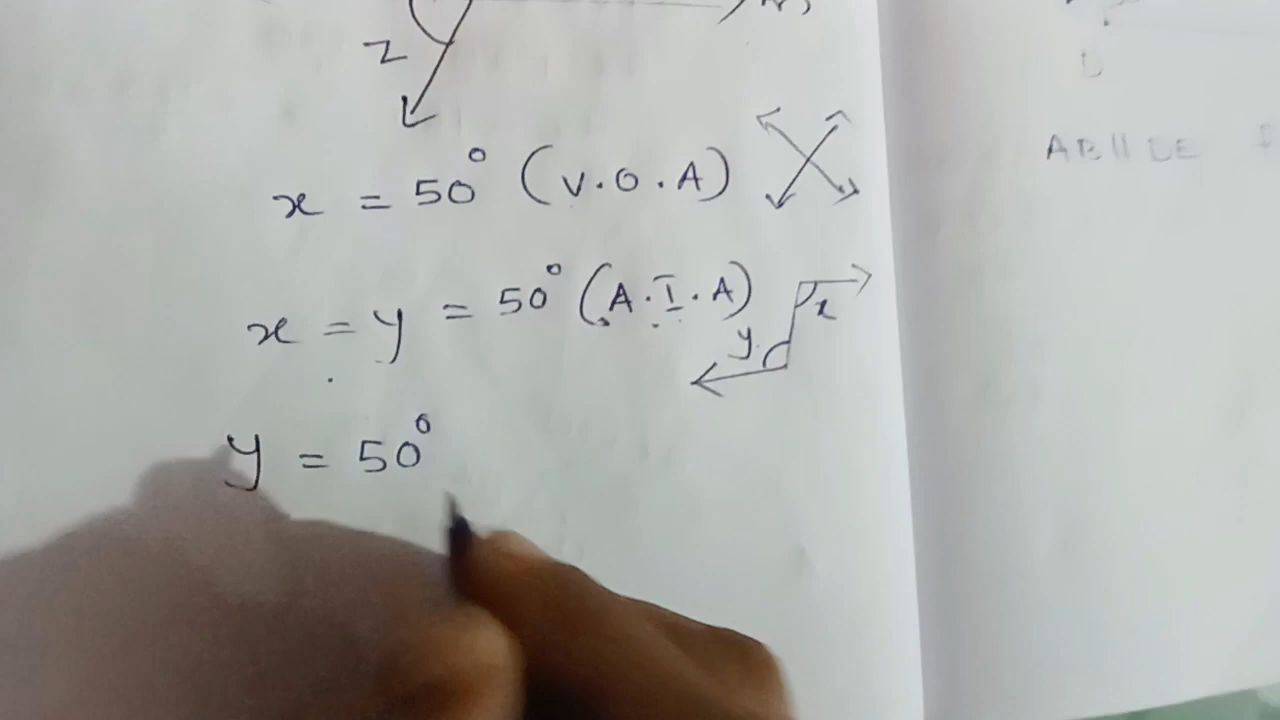 z
x = 50° (V.O.A)
x = y = 50° (A.I.A)
x
y
y = 50°
AB || DE